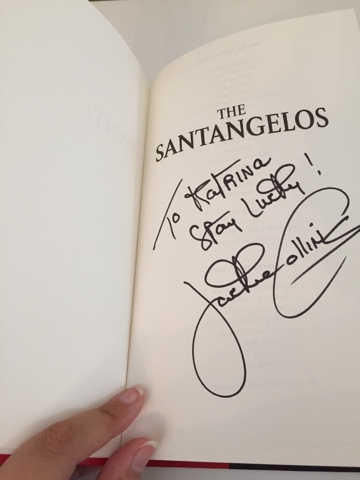 THE
SANTANGELOS
To Katrina
Stay Lucky!
Jackie Collins